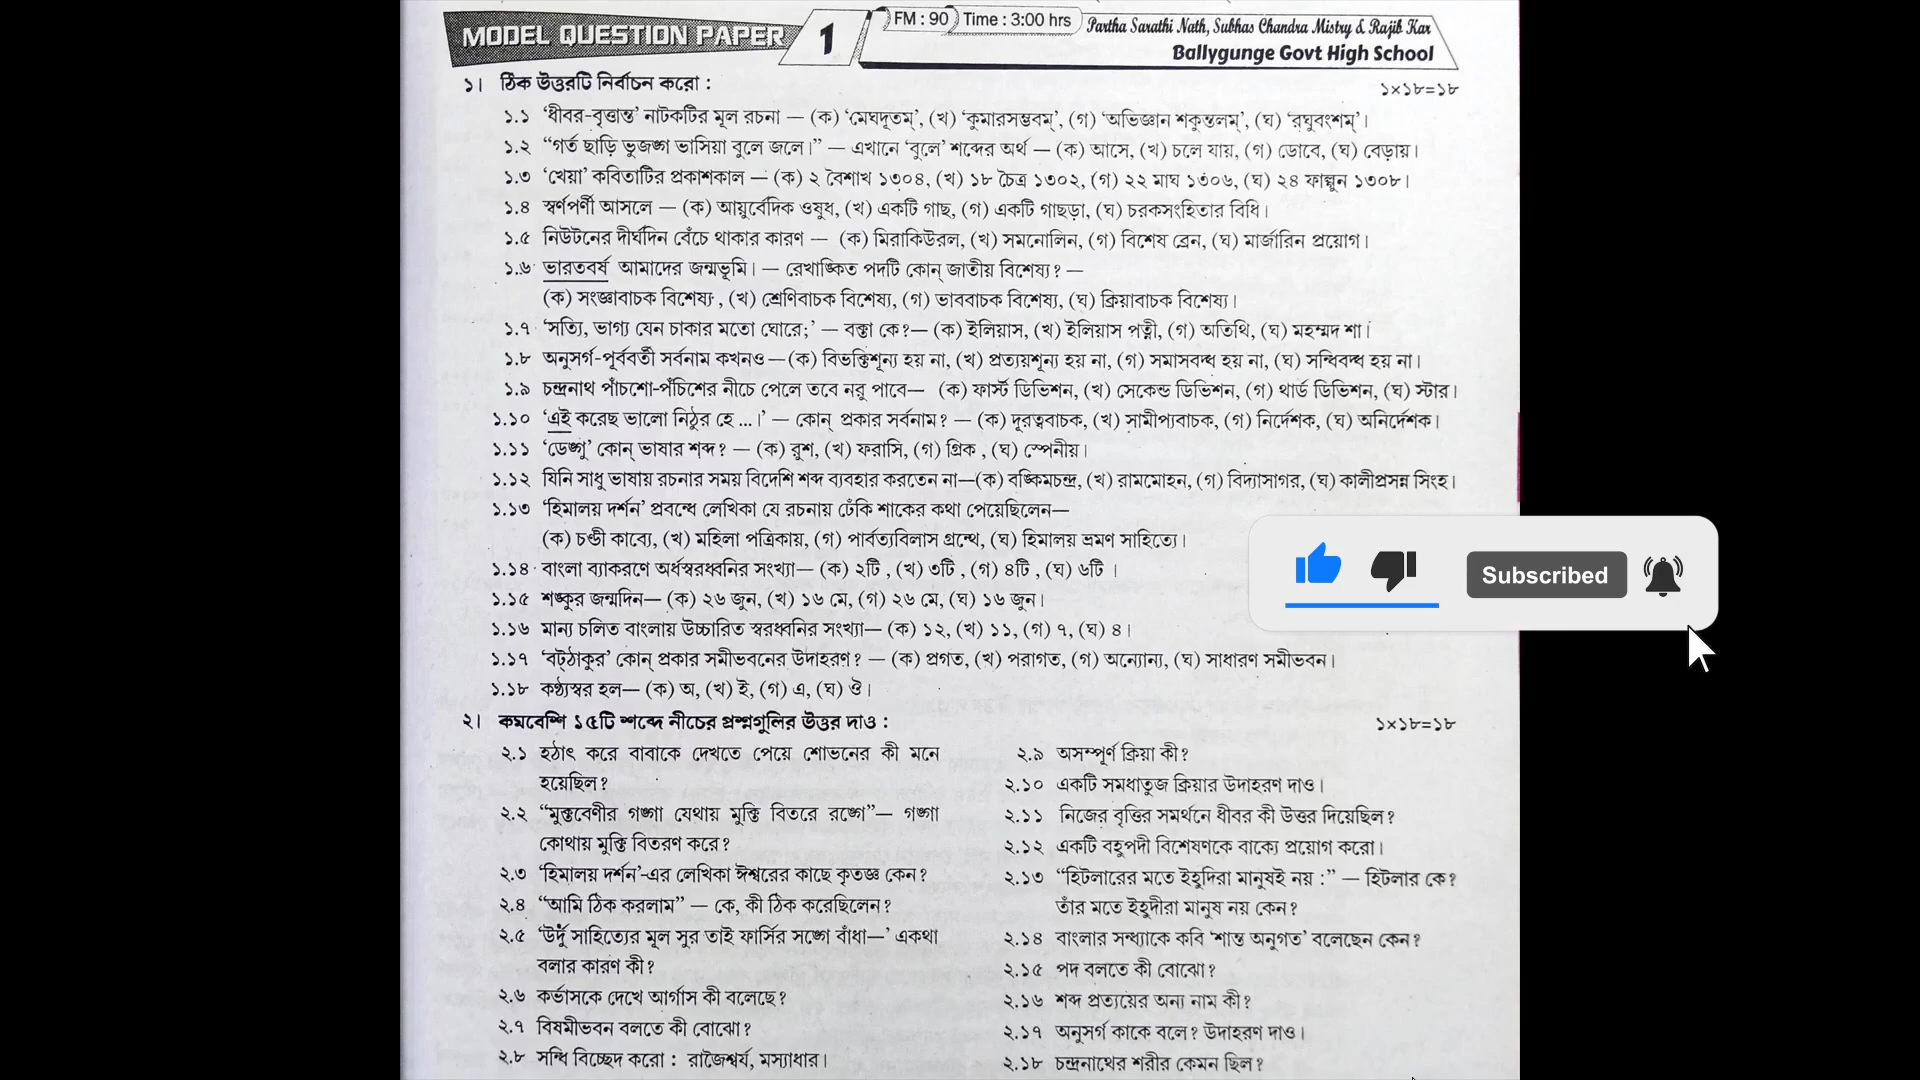 MODEL QUESTION PAPER 1 FM : 90 Time : 3:00 hrs Partha Sarathi Nath, Subhas Chandra Mistry & Rajib Kar
Ballygunge Govt High School
১। ঠিক উত্তরটি নির্বাচন করো : ১×১৮=১৮
১.১ ‘ধীবর-বৃত্তান্ত’ নাটকটির মূল রচনা — (ক) ‘মেঘদূতম্’, (খ) ‘কুমারসম্ভবম্’, (গ) ‘অভিজ্ঞান শকুন্তলম্’, (ঘ) ‘রঘুবংশম্’।
১.২ “গর্ত ছাড়ি ভুজঙ্গ ভাসিয়া বুলে জলে।” — এখানে ‘বুলে’ শব্দের অর্থ — (ক) আসে, (খ) চলে যায়, (গ) ডোবে, (ঘ) বেড়ায়।
১.৩ ‘খেয়া’ কবিতাটির প্রকাশকাল — (ক) ২ বৈশাখ ১৩০৪, (খ) ১৮ চৈত্র ১৩০২, (গ) ২২ মাঘ ১৩০৬, (ঘ) ২৪ ফাল্গুন ১৩০৮।
১.৪ স্বর্ণপর্ণী আসলে — (ক) আয়ুর্বেদিক ওষুধ, (খ) একটি গাছ, (গ) একটি গাছড়া, (ঘ) চরকসংহিতার বিধি।
১.৫ নিউটনের দীর্ঘদিন বেঁচে থাকার কারণ — (ক) মিরাকিউরল, (খ) সমনোলিন, (গ) বিশেষ ব্রেন, (ঘ) মার্জারিন প্রয়োগ।
১.৬ ভারতবর্ষ আমাদের জন্মভূমি। — রেখাঙ্কিত পদটি কোন্ জাতীয় বিশেষ্য? —
(ক) সংজ্ঞাবাচক বিশেষ্য, (খ) শ্রেণিবাচক বিশেষ্য, (গ) ভাববাচক বিশেষ্য, (ঘ) ক্রিয়াবাচক বিশেষ্য।
১.৭ ‘সত্যি, ভাগ্য যেন চাকার মতো ঘোরে;’ — বক্তা কে?— (ক) ইলিয়াস, (খ) ইলিয়াস পত্নী, (গ) অতিথি, (ঘ) মহম্মদ শা।
১.৮ অনুসর্গ-পূর্ববর্তী সর্বনাম কখনও—(ক) বিভক্তিশূন্য হয় না, (খ) প্রত্যয়শূন্য হয় না, (গ) সমাসবদ্ধ হয় না, (ঘ) সন্ধিবদ্ধ হয় না।
১.৯ চন্দ্রনাথ পাঁচশো-পঁচিশের নীচে পেলে তবে নরু পাবে— (ক) ফার্স্ট ডিভিশন, (খ) সেকেন্ড ডিভিশন, (গ) থার্ড ডিভিশন, (ঘ) স্টার।
১.১০ ‘এই করেছ ভালো নিঠুর হে ...।’ — কোন্ প্রকার সর্বনাম? — (ক) দূরত্ববাচক, (খ) সামীপ্যবাচক, (গ) নির্দেশক, (ঘ) অনির্দেশক।
১.১১ ‘ডেঙ্গু’ কোন্ ভাষার শব্দ? — (ক) রুশ, (খ) ফরাসি, (গ) গ্রিক , (ঘ) স্পেনীয়।
১.১২ যিনি সাধু ভাষায় রচনার সময় বিদেশি শব্দ ব্যবহার করতেন না—(ক) বঙ্কিমচন্দ্র, (খ) রামমোহন, (গ) বিদ্যাসাগর, (ঘ) কালীপ্রসন্ন সিংহ।
১.১৩ ‘হিমালয় দর্শন’ প্রবন্ধে লেখিকা যে রচনায় ঢেঁকি শাকের কথা পেয়েছিলেন—
(ক) চণ্ডী কাব্যে, (খ) মহিলা পত্রিকায়, (গ) পার্বত্যবিলাস গ্রন্থে, (ঘ) হিমালয় ভ্রমণ সাহিত্যে।
১.১৪ বাংলা ব্যাকরণে অর্ধস্বরধ্বনির সংখ্যা— (ক) ২টি , (খ) ৩টি , (গ) ৪টি , (ঘ) ৬টি ।
১.১৫ শঙ্কুর জন্মদিন— (ক) ২৬ জুন, (খ) ১৬ মে, (গ) ২৬ মে, (ঘ) ১৬ জুন।
Subscribed
১.১৬ মান্য চলিত বাংলায় উচ্চারিত স্বরধ্বনির সংখ্যা— (ক) ১২, (খ) ১১, (গ) ৭, (ঘ) ৪।
১.১৭ ‘বট্‌ঠাকুর’ কোন্ প্রকার সমীভবনের উদাহরণ? — (ক) প্রগত, (খ) পরাগত, (গ) অন্যোন্য, (ঘ) সাধারণ সমীভবন।
১.১৮ কণ্ঠ্যস্বর হল— (ক) অ, (খ) ই, (গ) এ, (ঘ) ঔ।
২। কমবেশি ১৫টি শব্দে নীচের প্রশ্নগুলির উত্তর দাও : ১×১৮=১৮
২.১ হঠাৎ করে বাবাকে দেখতে পেয়ে শোভনের কী মনে
হয়েছিল?
২.২ “মুক্তবেণীর গঙ্গা যেথায় মুক্তি বিতরে রঙ্গে”— গঙ্গা
কোথায় মুক্তি বিতরণ করে?
২.৩ ‘হিমালয় দর্শন’-এর লেখিকা ঈশ্বরের কাছে কৃতজ্ঞ কেন?
২.৪ “আমি ঠিক করলাম” — কে, কী ঠিক করেছিলেন?
২.৫ ‘উর্দু সাহিত্যের মূল সুর তাই ফার্সির সঙ্গে বাঁধা—’ একথা
বলার কারণ কী?
২.৬ কর্ভাসকে দেখে আর্গাস কী বলেছে?
২.৭ বিষমীভবন বলতে কী বোঝো?
২.৮ সন্ধি বিচ্ছেদ করো : রাজৈশ্বর্য, মস্যাধার।
২.৯ অসম্পূর্ণ ক্রিয়া কী?
২.১০ একটি সমধাতুজ ক্রিয়ার উদাহরণ দাও।
২.১১ নিজের বৃত্তির সমর্থনে ধীবর কী উত্তর দিয়েছিল?
২.১২ একটি বহুপদী বিশেষণকে বাক্যে প্রয়োগ করো।
২.১৩ “হিটলারের মতে ইহুদিরা মানুষই নয় :” — হিটলার কে?
তাঁর মতে ইহুদীরা মানুষ নয় কেন?
২.১৪ বাংলার সন্ধ্যাকে কবি ‘শান্ত অনুগত’ বলেছেন কেন?
২.১৫ পদ বলতে কী বোঝো?
২.১৬ শব্দ প্রত্যয়ের অন্য নাম কী?
২.১৭ অনুসর্গ কাকে বলে? উদাহরণ দাও।
২.১৮ চন্দ্রনাথের শরীর কেমন ছিল?